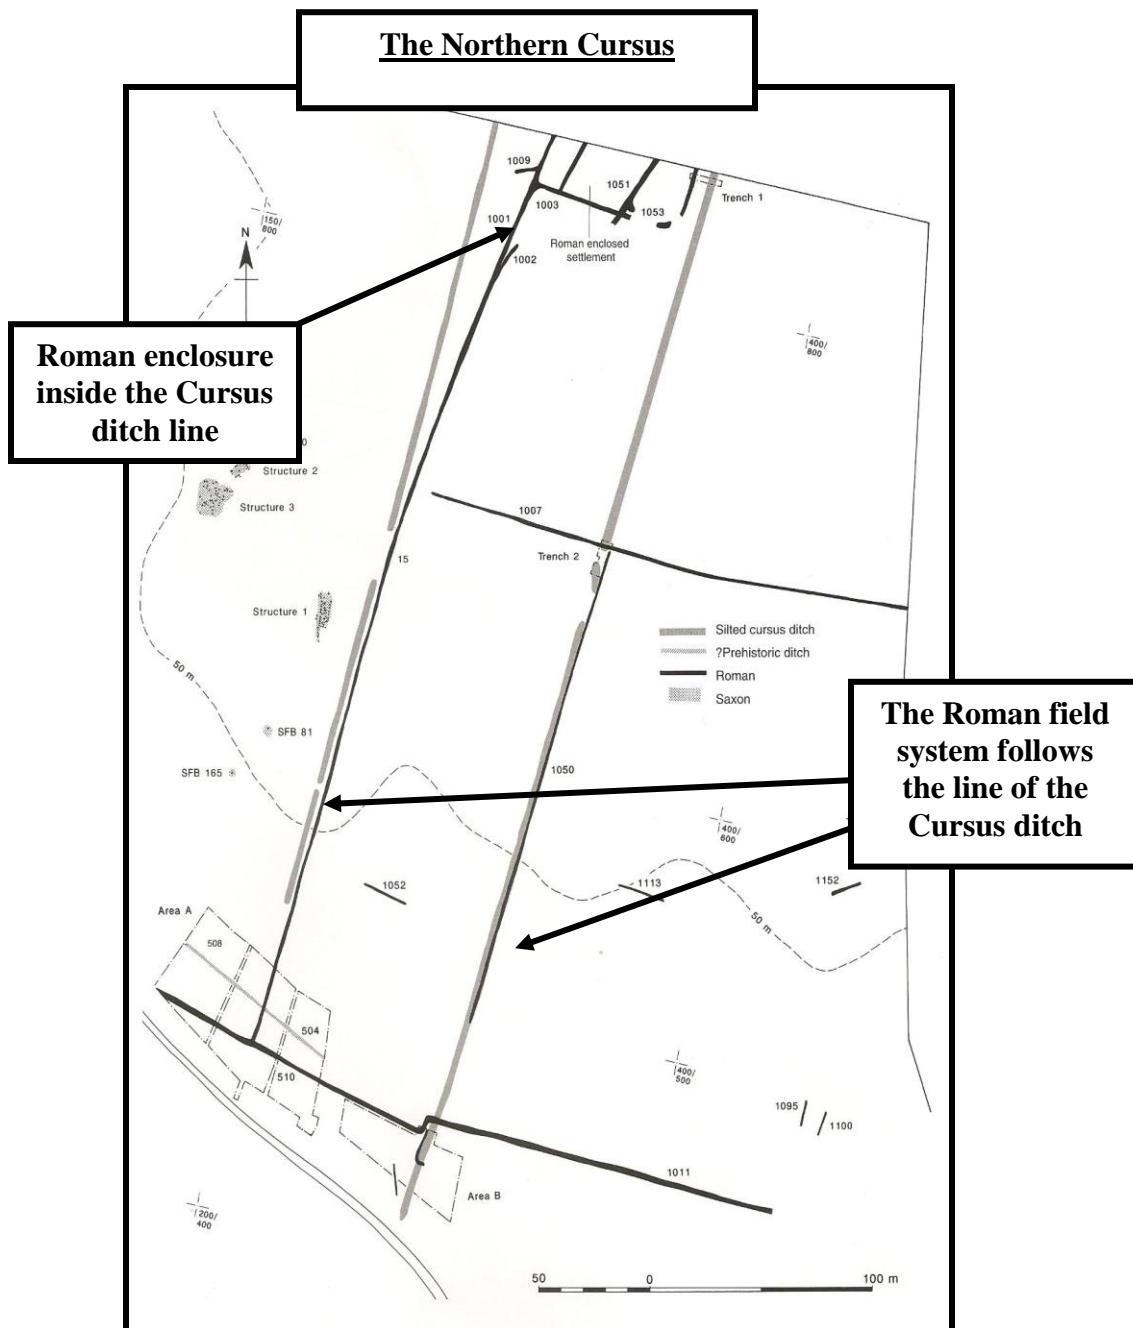 The Northern Cursus
1009
1051
Trench 1
1003
1053
1001
150/
800
N
Roman enclosed
settlement
1002
400/
800
Roman enclosure
inside the Cursus
ditch line
0
Structure 2
Structure 3
1007
15
Trench 2
Structure 1
Silted cursus ditch
?Prehistoric ditch
Roman
Saxon
50 m
The Roman field
system follows
the line of the
Cursus ditch
SFB 81
1050
SFB 165
400/
600
1052
1113
1152
Area A
50 m
508
504
510
400/
500
1095
1100
1011
Area B
200/
400
50
0
100 m